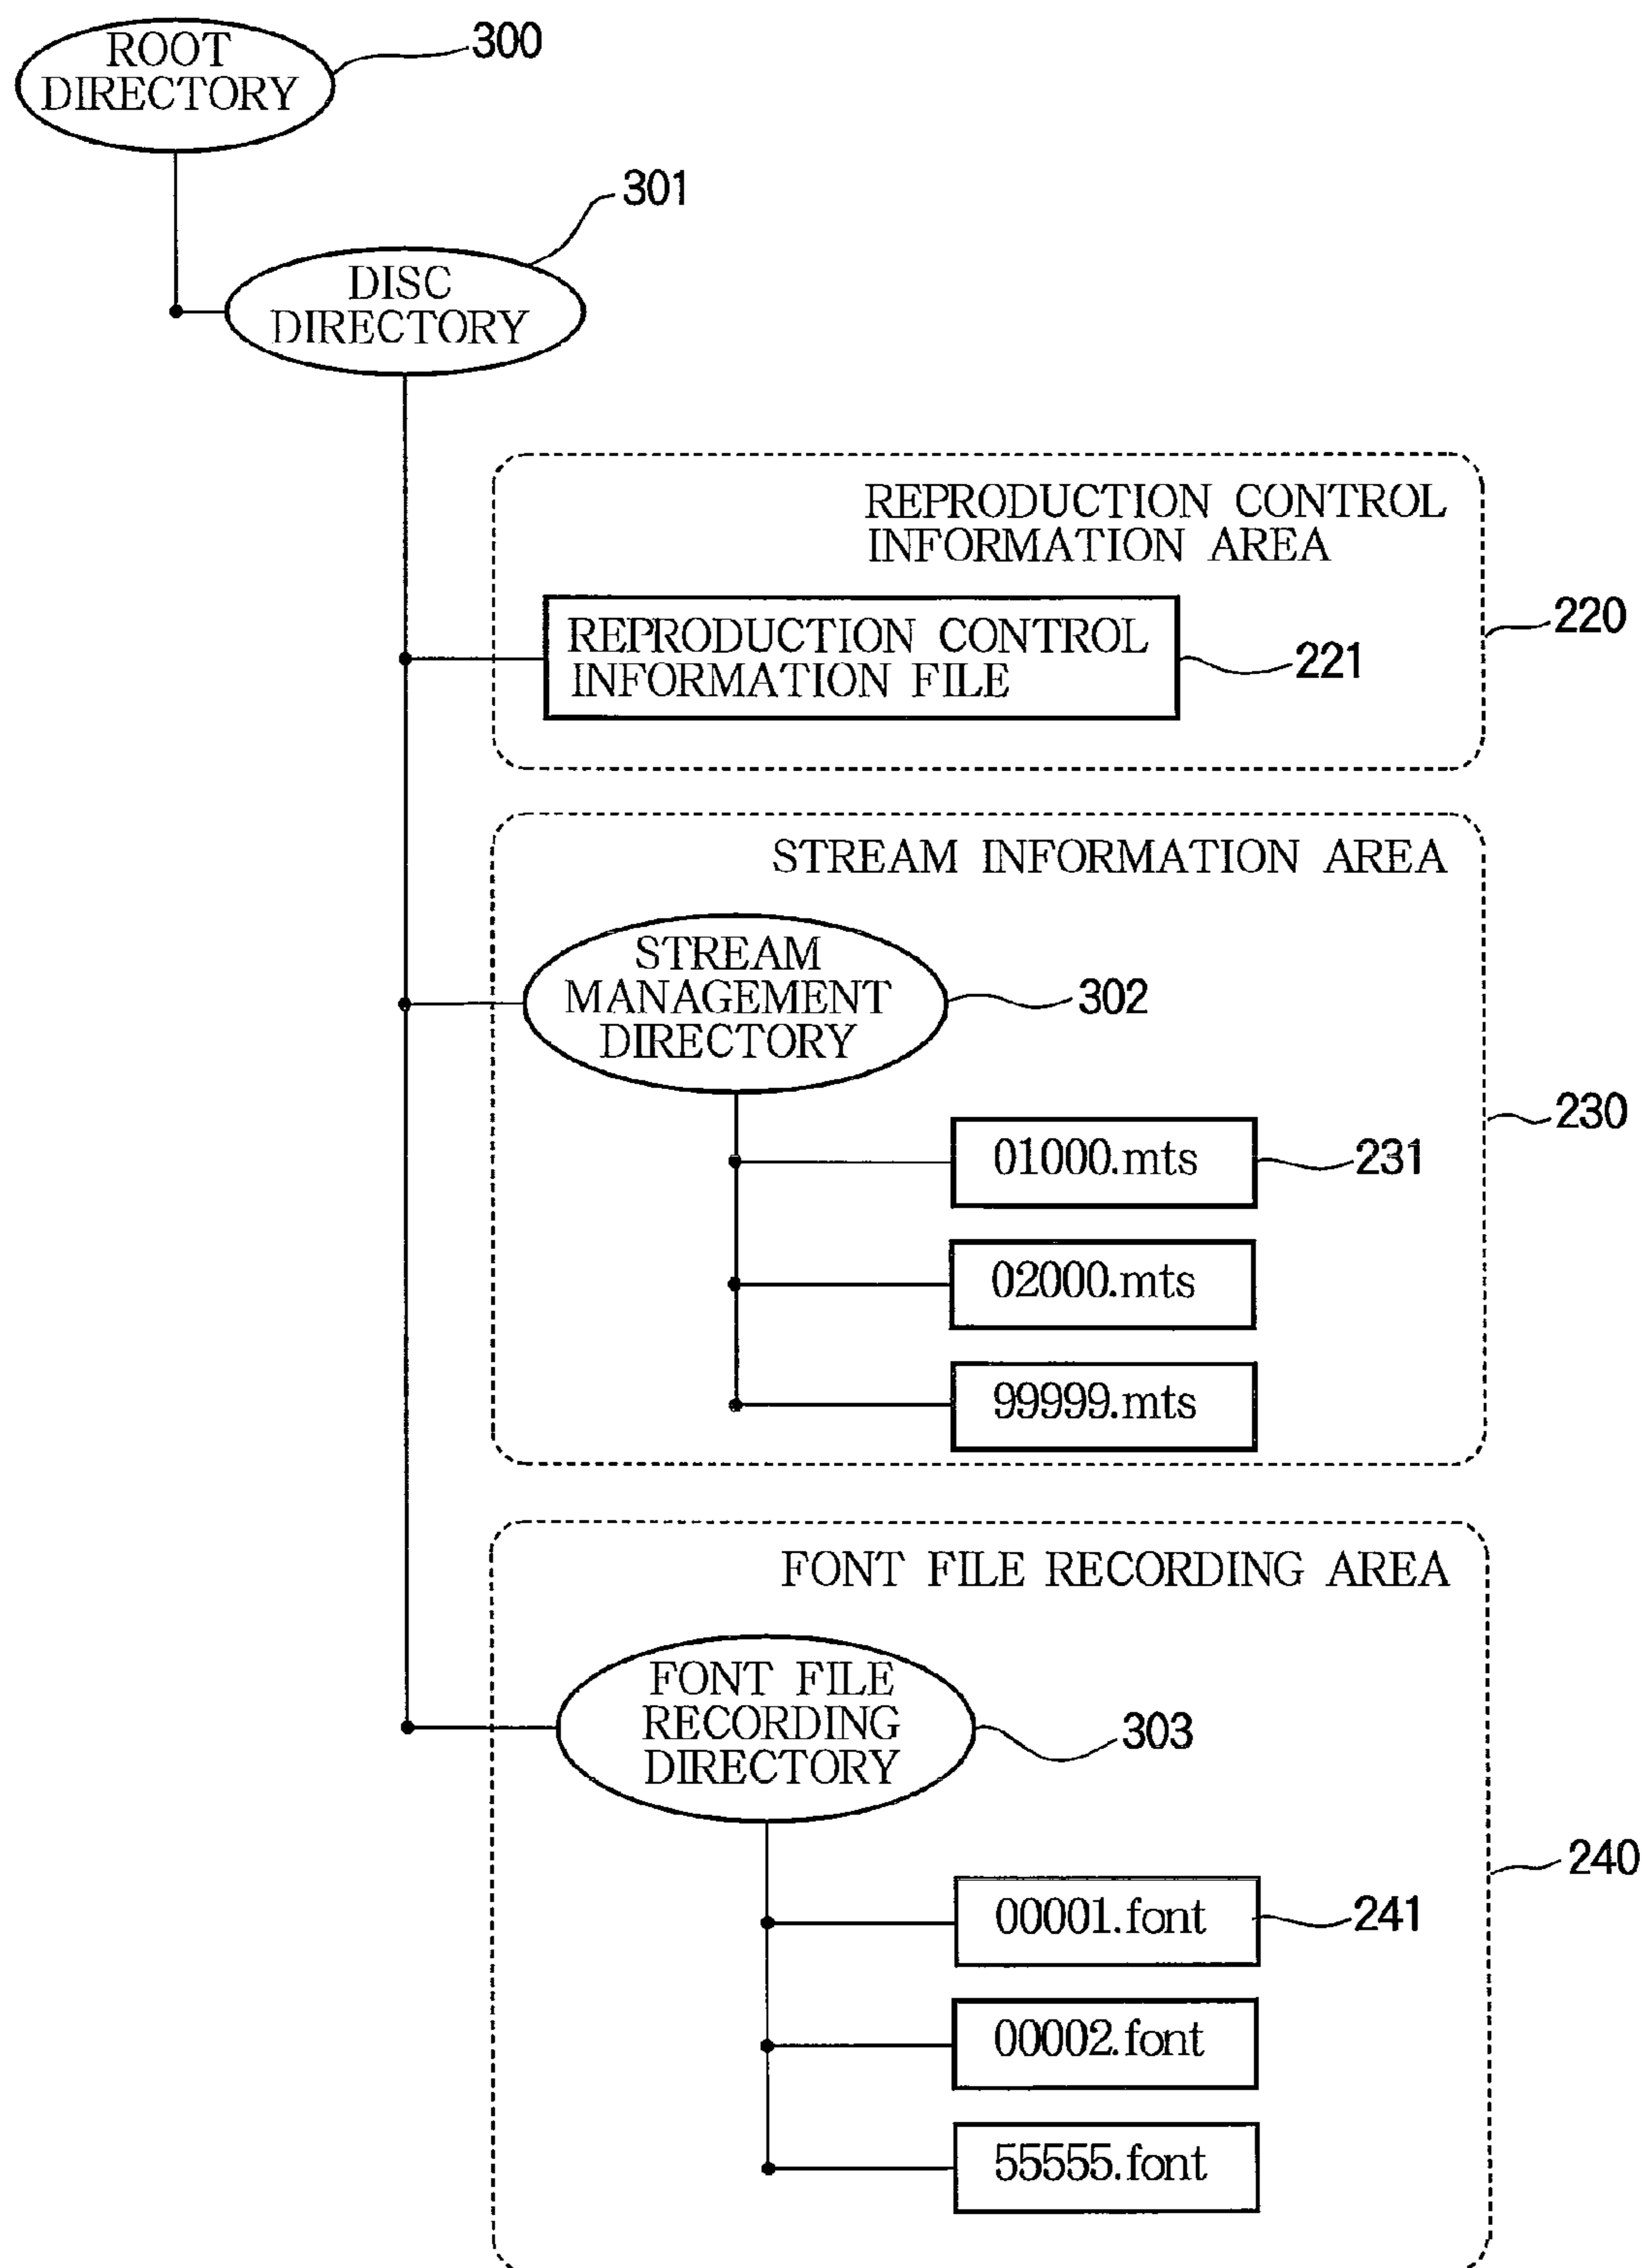 ROOT
DIRECTORY
300
301
DISC
DIRECTORY
REPRODUCTION CONTROL
INFORMATION AREA
220
REPRODUCTION CONTROL
INFORMATION FILE
221
STREAM INFORMATION AREA
STREAM
MANAGEMENT
DIRECTORY
302
230
01000.mts
231
02000.mts
99999.mts
FONT FILE RECORDING AREA
FONT FILE
RECORDING
DIRECTORY
303
240
00001.font
241
00002.font
55555.font